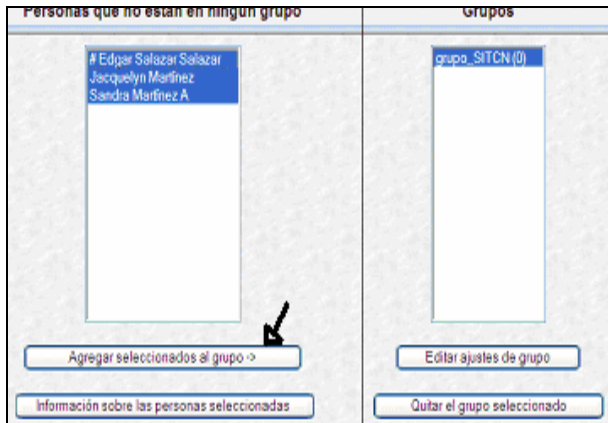 Personas que no están en ningún grupo
Grupos
# Edgar Salazar Salazar
Jacquelyn Martínez
Sandra Martínez A
grupo_SITCN (0)
Agregar seleccionados al grupo ->
Editar ajustes de grupo
Información sobre las personas seleccionadas
Quitar el grupo seleccionado